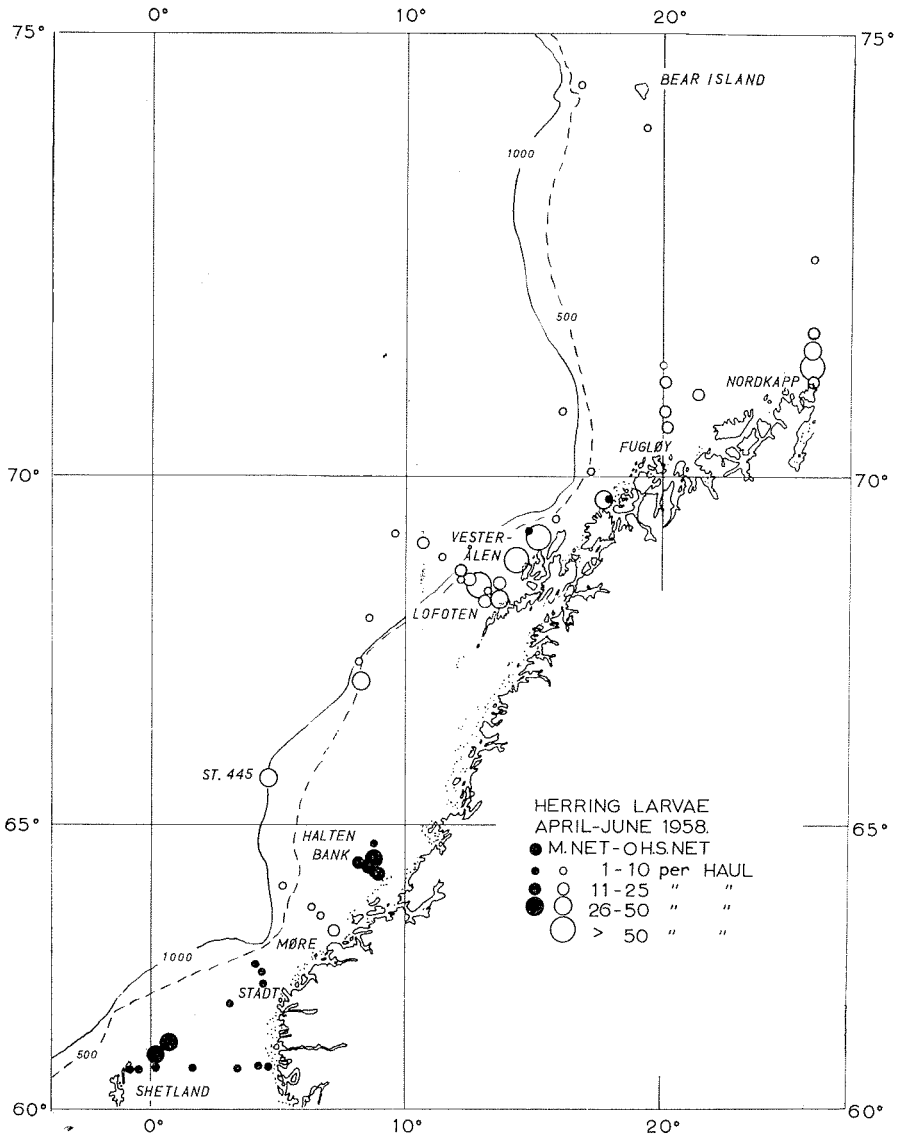 0° 10° 20°
75° 75°
BEAR ISLAND
1000
500
NORDKAPP
FUGLØY
70° 70°
VESTER-
ÅLEN
LOFOTEN
ST. 445
HERRING LARVAE
APRIL-JUNE 1958.
65° 65°
HALTEN
BANK
M.NET-OH.S.NET
1-10 per HAUL
11-25 " "
26-50 " "
> 50 " "
MØRE
1000
STADT
500
SHETLAND
60° 60°
0° 10° 20°